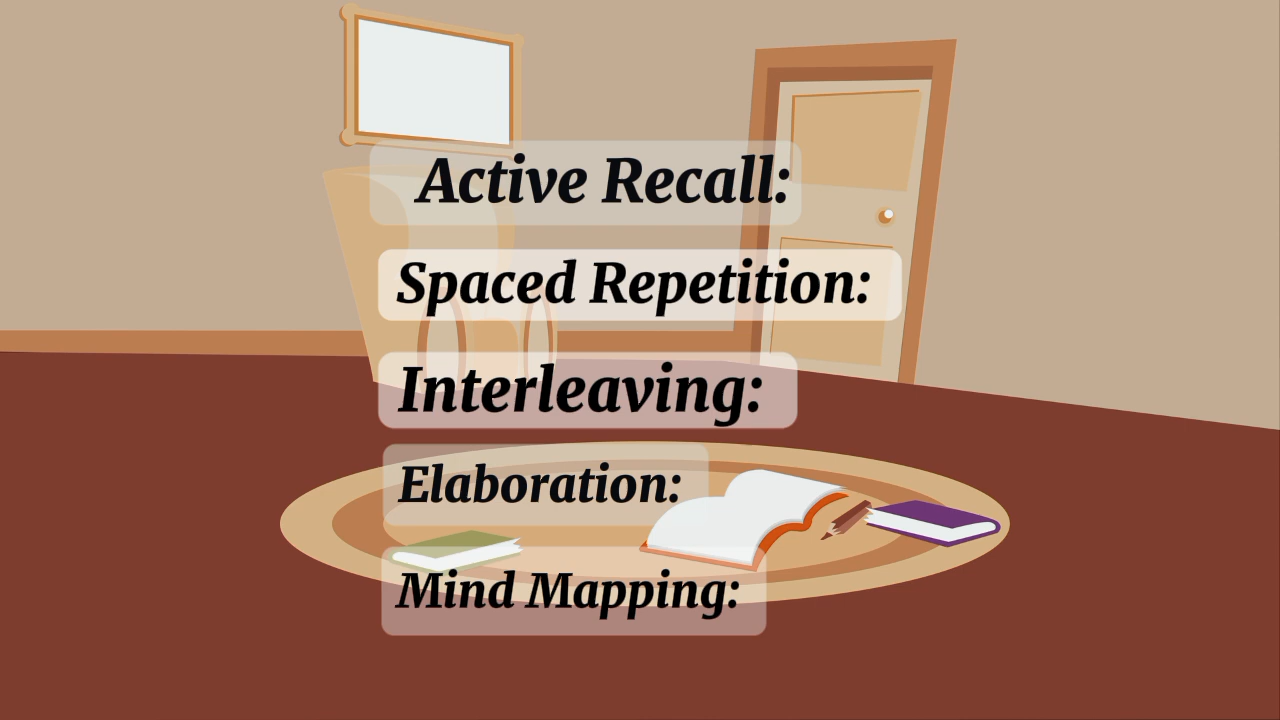 Active Recall:
Spaced Repetition:
Interleaving:
Elaboration:
Mind Mapping: